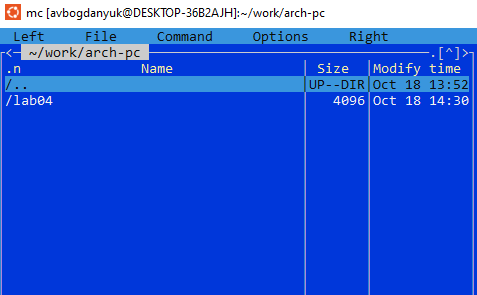 mc [avbogdanyuk@DESKTOP-36B2AJH]:~/work/arch-pc
Left File Command Options Right
<─ ~/work/arch-pc .[^]>
.n Name Size Modify time
/.. UP--DIR Oct 18 13:52
/lab04 4096 Oct 18 14:30